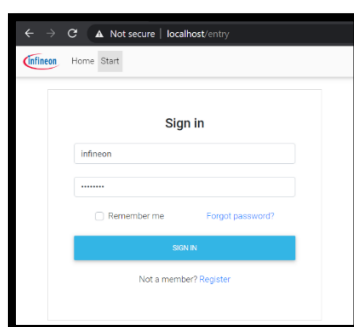 Not secure | localhost/entry
infineon Home Start
Sign in
infineon
••••••••
Remember me Forgot password?
SIGN IN
Not a member? Register